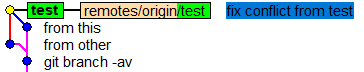 test remotes/origin/test fix conflict from test
from this
from other
git branch -av